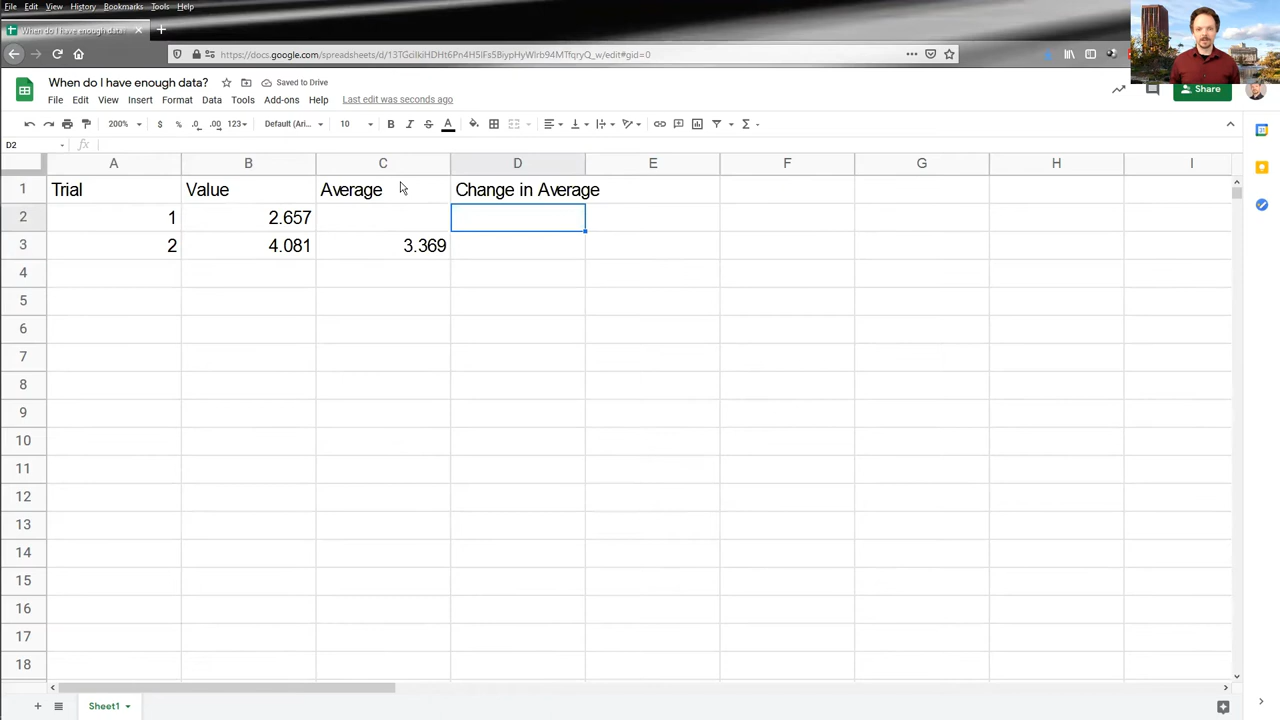 File Edit View History Bookmarks Tools Help
When do I have enough data?
https://docs.google.com/spreadsheets/d/
When do I have enough data? Saved to Drive
File Edit View Insert Format Data Tools Add-ons Help Last edit was seconds ago
Share
200% $ % .0 .00 123 Default (Ari... 10 B I S A Σ
D2 fx
A B C D E F G H I
1 Trial Value Average Change in Average
2 1 2.657
3 2 4.081 3.369
4
5
6
7
8
9
10
11
12
13
14
15
16
17
18
Sheet1